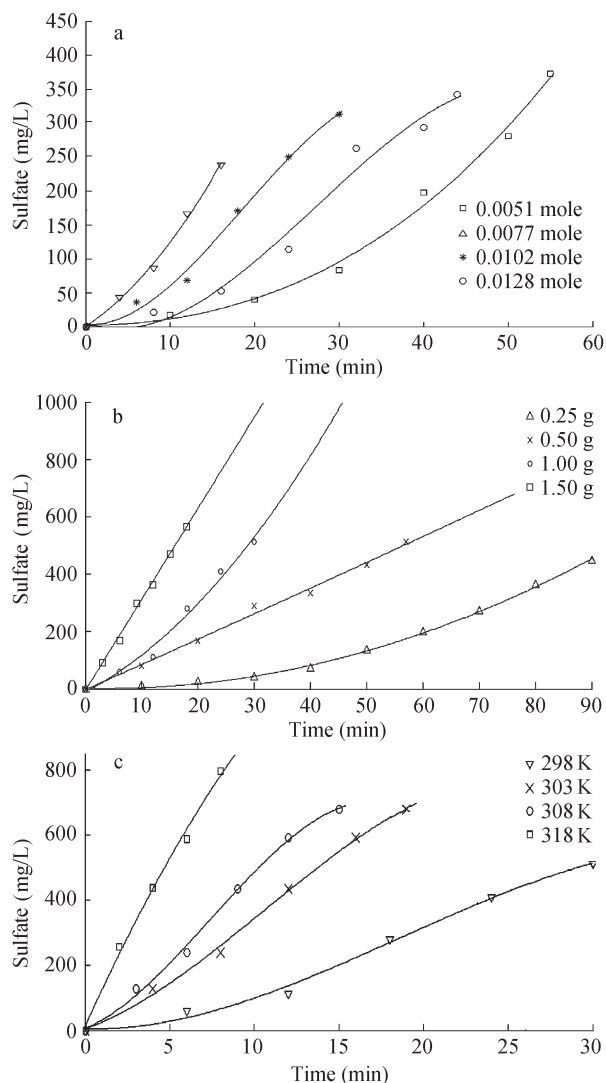 a
450
400
350
300
250
200
150
100
50
0
Sulfate (mg/L)
0.0051 mole
0.0077 mole
0.0102 mole
0.0128 mole
0 10 20 30 40 50 60
Time (min)
b
1000
800
600
400
200
0
Sulfate (mg/L)
0.25 g
0.50 g
1.00 g
1.50 g
0 10 20 30 40 50 60 70 80 90
Time (min)
c
800
600
400
200
0
Sulfate (mg/L)
298 K
303 K
308 K
318 K
0 5 10 15 20 25 30
Time (min)